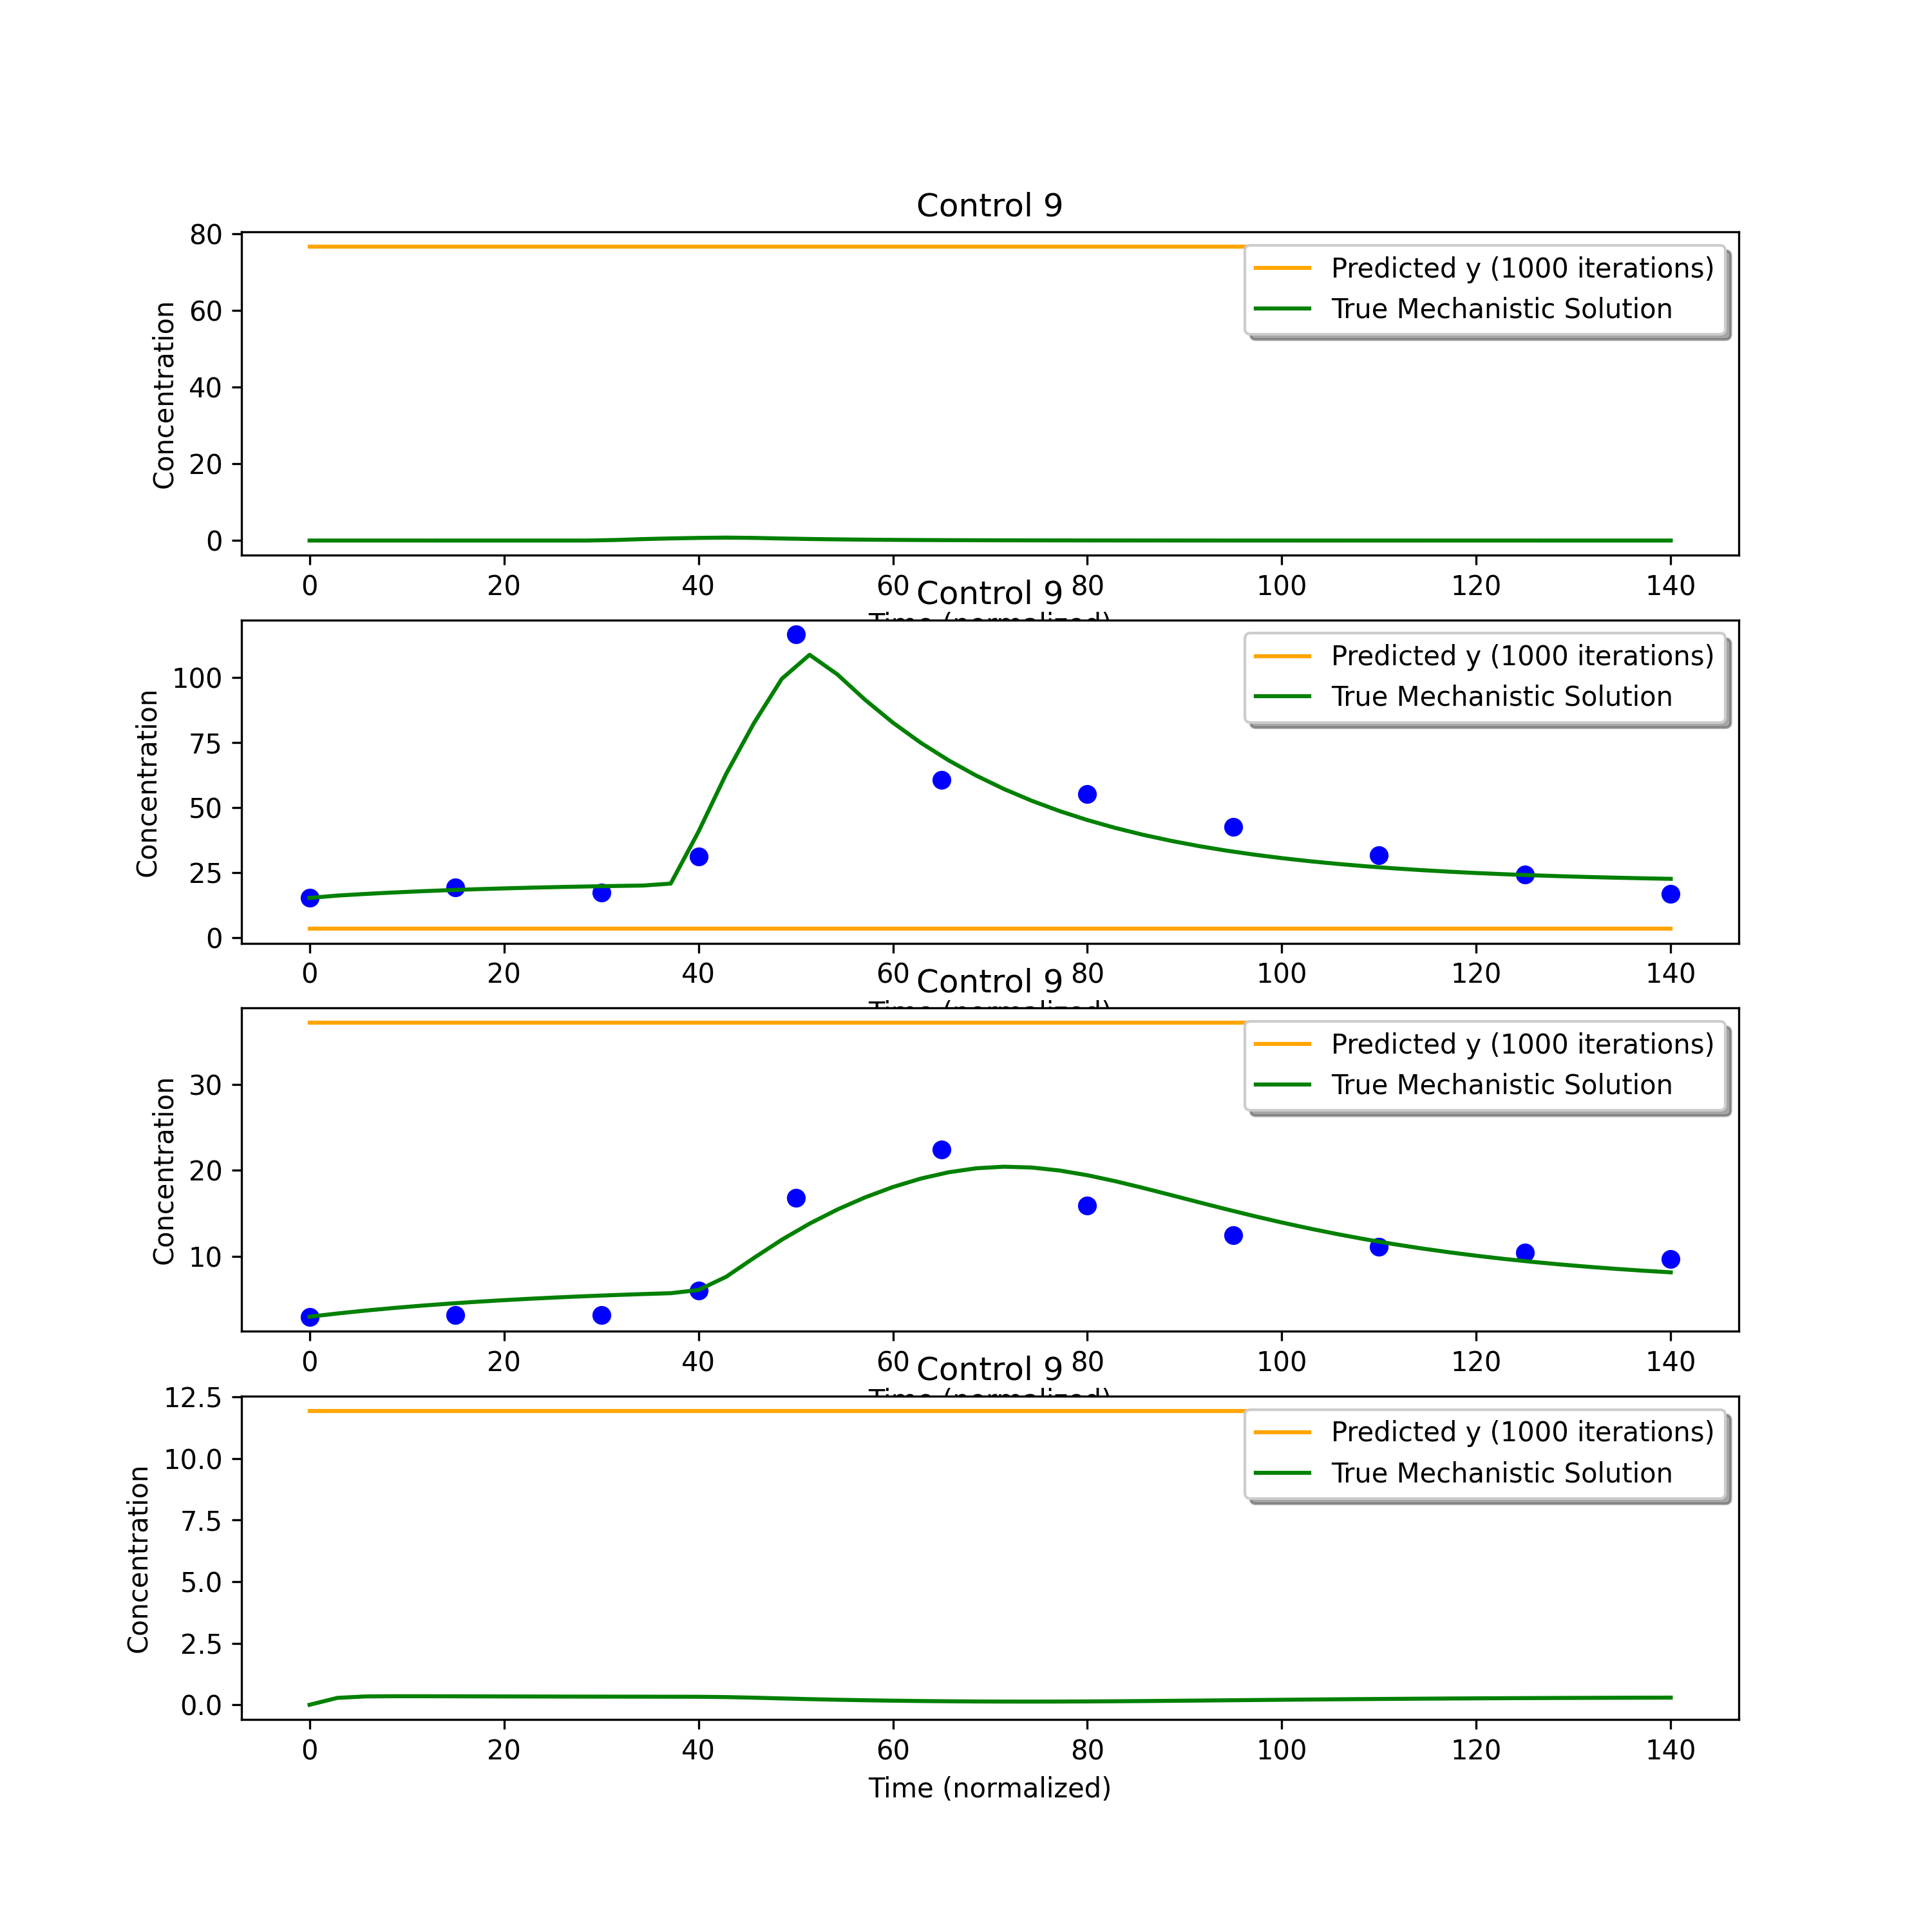 Control 9
80
60
40
20
0
Concentration
Predicted y (1000 iterations)
True Mechanistic Solution
0 20 40 60 80 100 120 140
Control 9
100
75
50
25
0
Concentration
Predicted y (1000 iterations)
True Mechanistic Solution
0 20 40 60 80 100 120 140
Control 9
30
20
10
Concentration
Predicted y (1000 iterations)
True Mechanistic Solution
0 20 40 60 80 100 120 140
Control 9
12.5
10.0
7.5
5.0
2.5
0.0
Concentration
Predicted y (1000 iterations)
True Mechanistic Solution
0 20 40 60 80 100 120 140
Time (normalized)